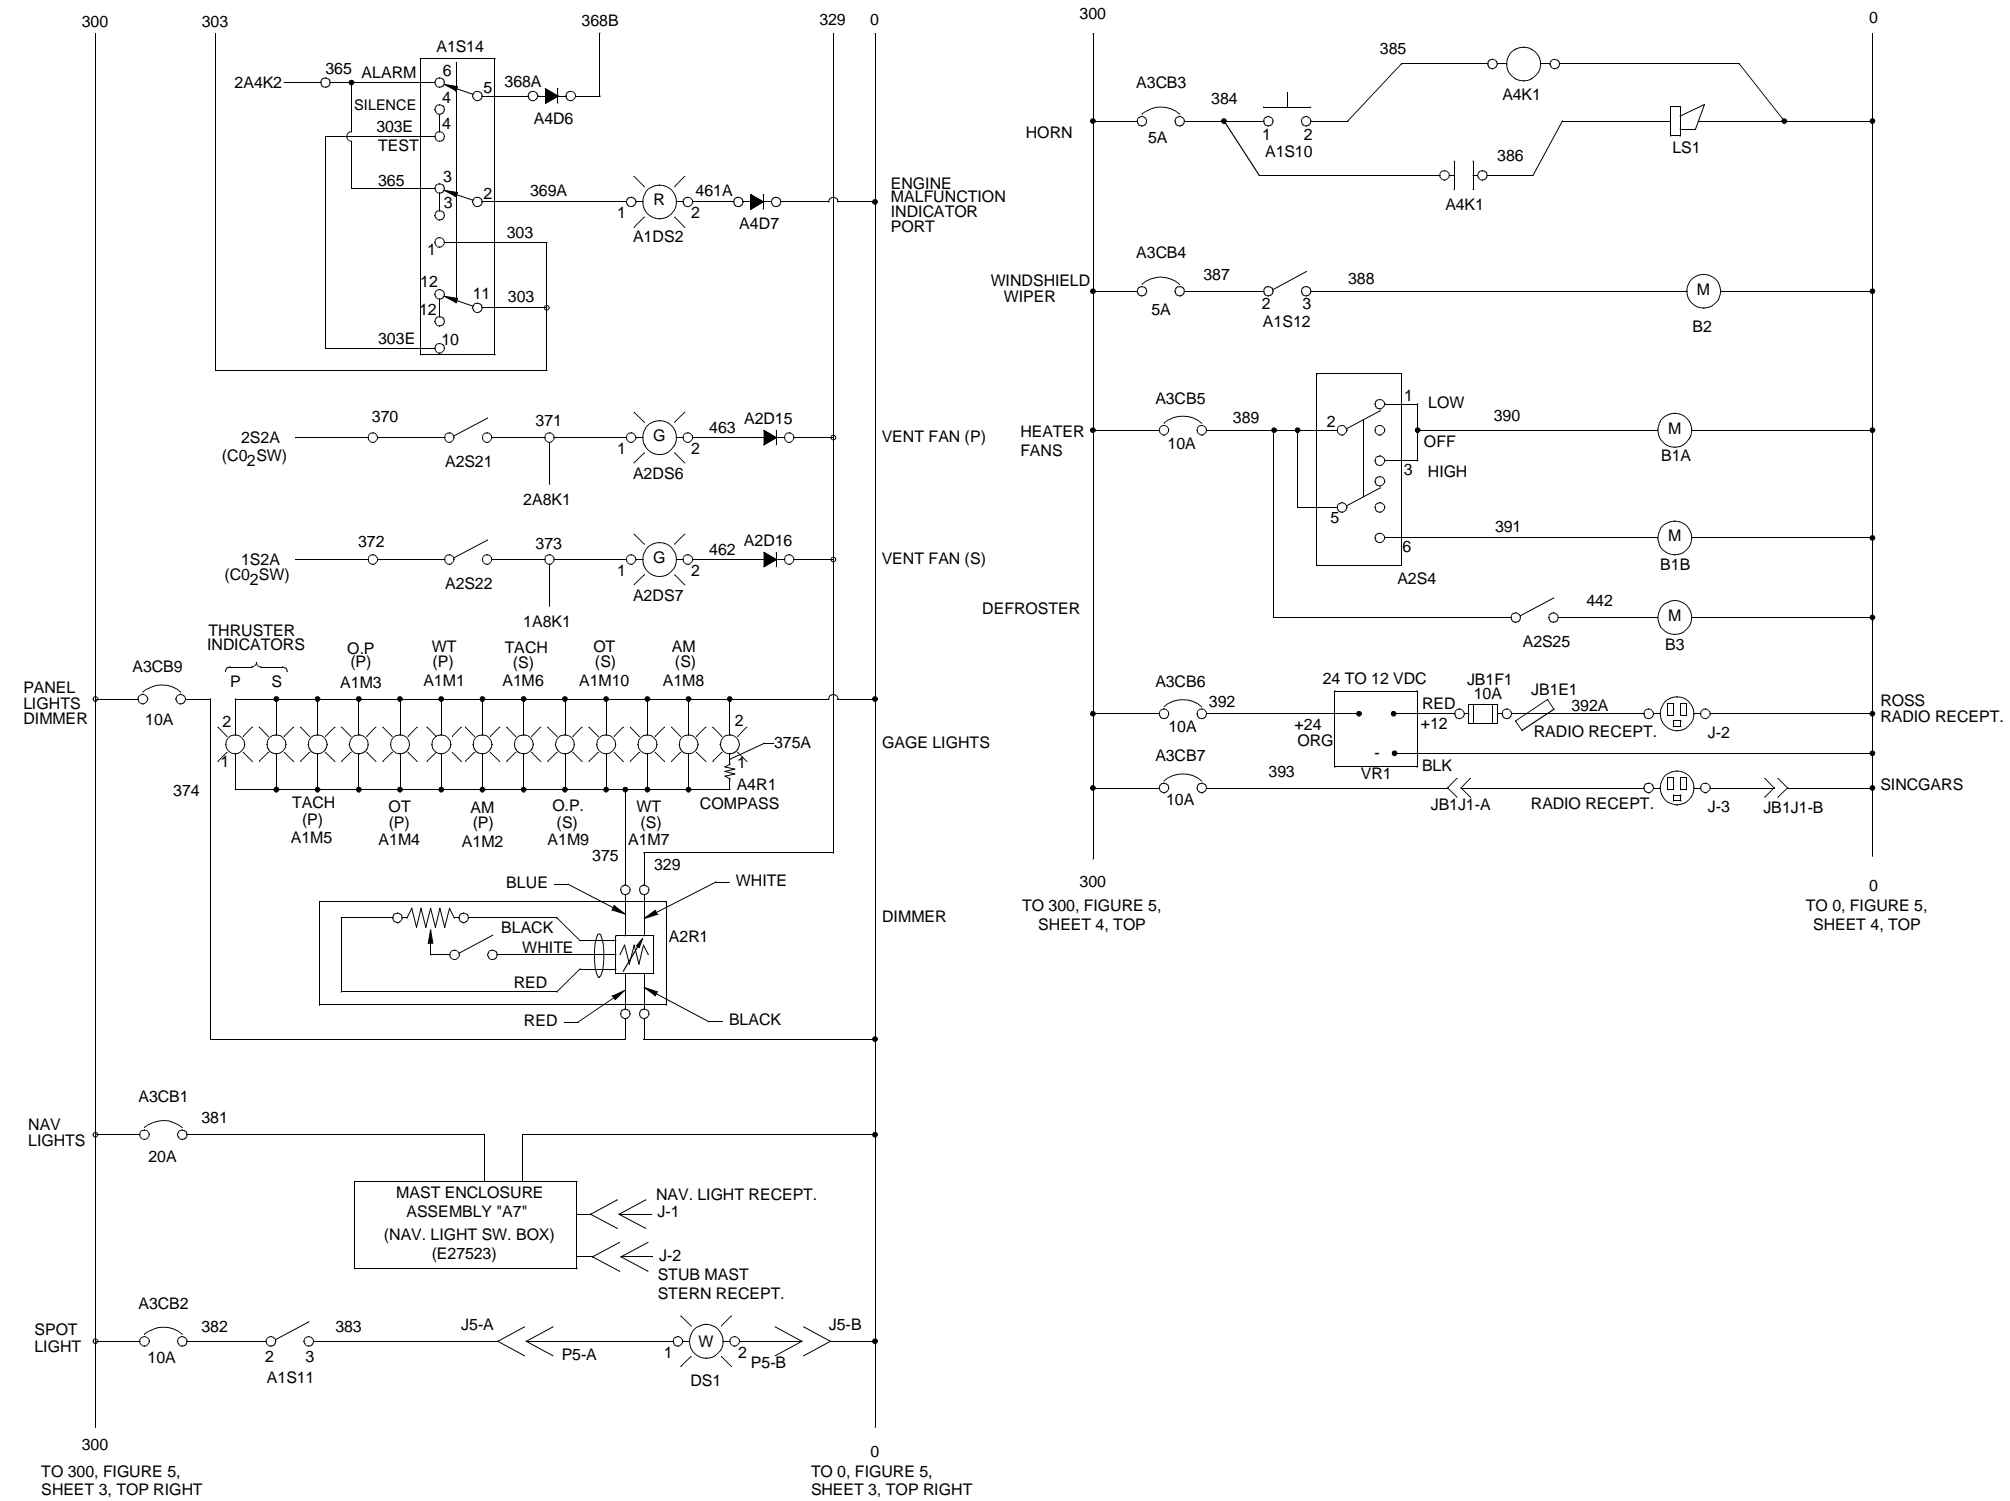 300
303
368B
329
0
A1S14
2A4K2
365
ALARM
6
5
368A
A4D6
SILENCE
4
4
303E
TEST
365
3
3
2
369A
1
R
2
A1DS2
461A
A4D7
ENGINE
MALFUNCTION
INDICATOR
PORT
1
303
12
12
11
303
303E
10
2S2A
(C02SW)
370
A2S21
371
2A8K1
1
G
2
A2DS6
463
A2D15
VENT FAN (P)
1S2A
(C02SW)
372
A2S22
373
1A8K1
1
G
2
A2DS7
462
A2D16
VENT FAN (S)
THRUSTER
INDICATORS
P
S
O.P
(P)
A1M3
WT
(P)
A1M1
TACH
(S)
A1M6
OT
(S)
A1M10
AM
(S)
A1M8
PANEL
LIGHTS
DIMMER
A3CB9
10A
2
1
2
1
375A
A4R1
COMPASS
GAGE LIGHTS
374
TACH
(P)
A1M5
OT
(P)
A1M4
AM
(P)
A1M2
O.P.
(S)
A1M9
WT
(S)
A1M7
375
329
BLUE
WHITE
DIMMER
BLACK
WHITE
RED
A2R1
RED
BLACK
NAV
LIGHTS
A3CB1
20A
381
MAST ENCLOSURE
ASSEMBLY "A7"
(NAV. LIGHT SW. BOX)
(E27523)
NAV. LIGHT RECEPT.
J-1
J-2
STUB MAST
STERN RECEPT.
SPOT
LIGHT
A3CB2
10A
382
2
3
A1S11
383
J5-A
P5-A
1
W
2
DS1
P5-B
J5-B
300
TO 300, FIGURE 5,
SHEET 3, TOP RIGHT
0
TO 0, FIGURE 5,
SHEET 3, TOP RIGHT
300
0
HORN
A3CB3
5A
384
1
2
A1S10
385
A4K1
386
A4K1
LS1
WINDSHIELD
WIPER
A3CB4
5A
387
2
3
A1S12
388
M
B2
HEATER
FANS
A3CB5
10A
389
2
1
LOW
OFF
3
HIGH
5
6
A2S4
390
M
B1A
391
M
B1B
DEFROSTER
A2S25
442
M
B3
A3CB6
10A
392
24 TO 12 VDC
+24
ORG
RED
+12
-
VR1
BLK
JB1F1
10A
JB1E1
392A
RADIO RECEPT.
J-2
ROSS
RADIO RECEPT.
A3CB7
10A
393
JB1J1-A
RADIO RECEPT.
J-3
JB1J1-B
SINCGARS
300
TO 300, FIGURE 5,
SHEET 4, TOP
0
TO 0, FIGURE 5,
SHEET 4, TOP